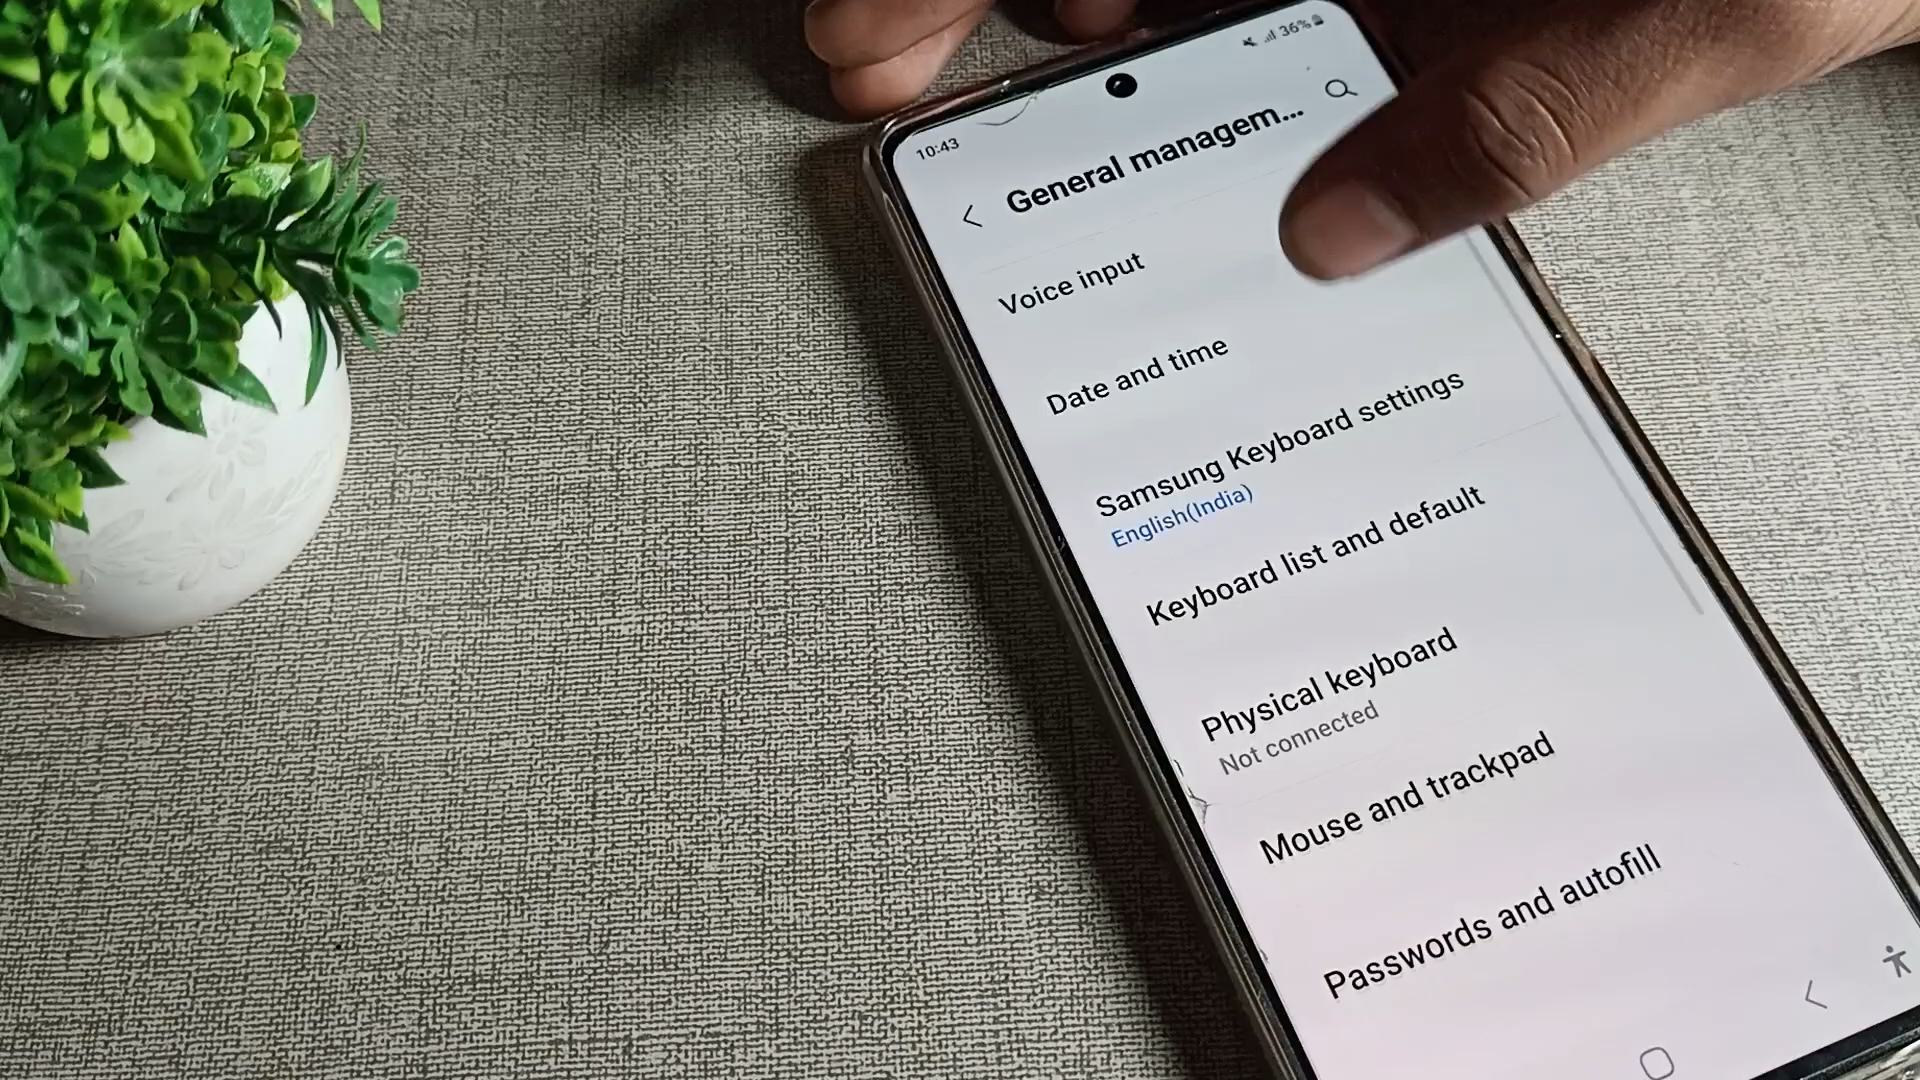 10:43
36%
General managem...
Voice input
Date and time
Samsung Keyboard settings
English(India)
Keyboard list and default
Physical keyboard
Not connected
Mouse and trackpad
Passwords and autofill